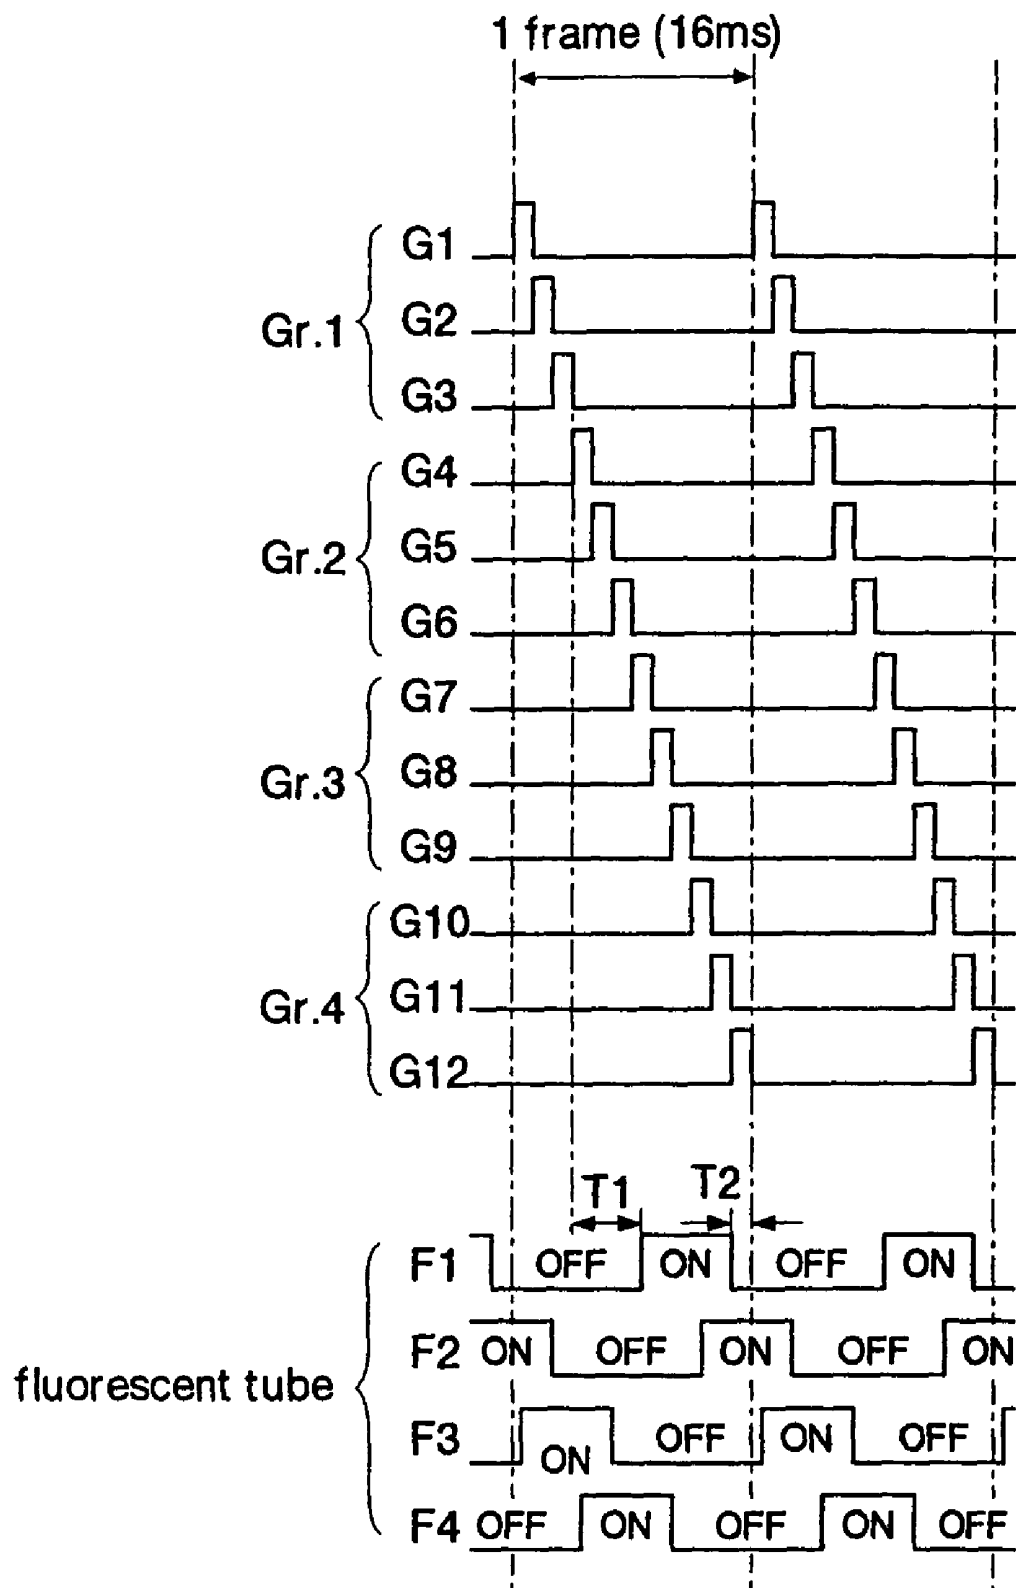 1 frame (16ms)
G1
Gr.1
G2
G3
G4
Gr.2
G5
G6
G7
Gr.3
G8
G9
G10
Gr.4
G11
G12
T1 T2
F1 OFF ON OFF ON
F2 ON OFF ON OFF ON
fluorescent tube
F3 ON OFF ON OFF
F4 OFF ON OFF ON OFF